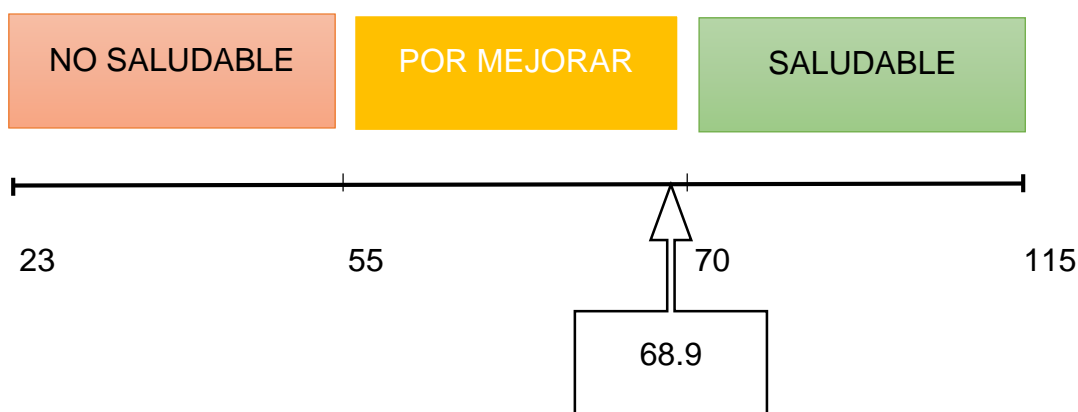 NO SALUDABLE
POR MEJORAR
SALUDABLE
23
55
70
115
68.9